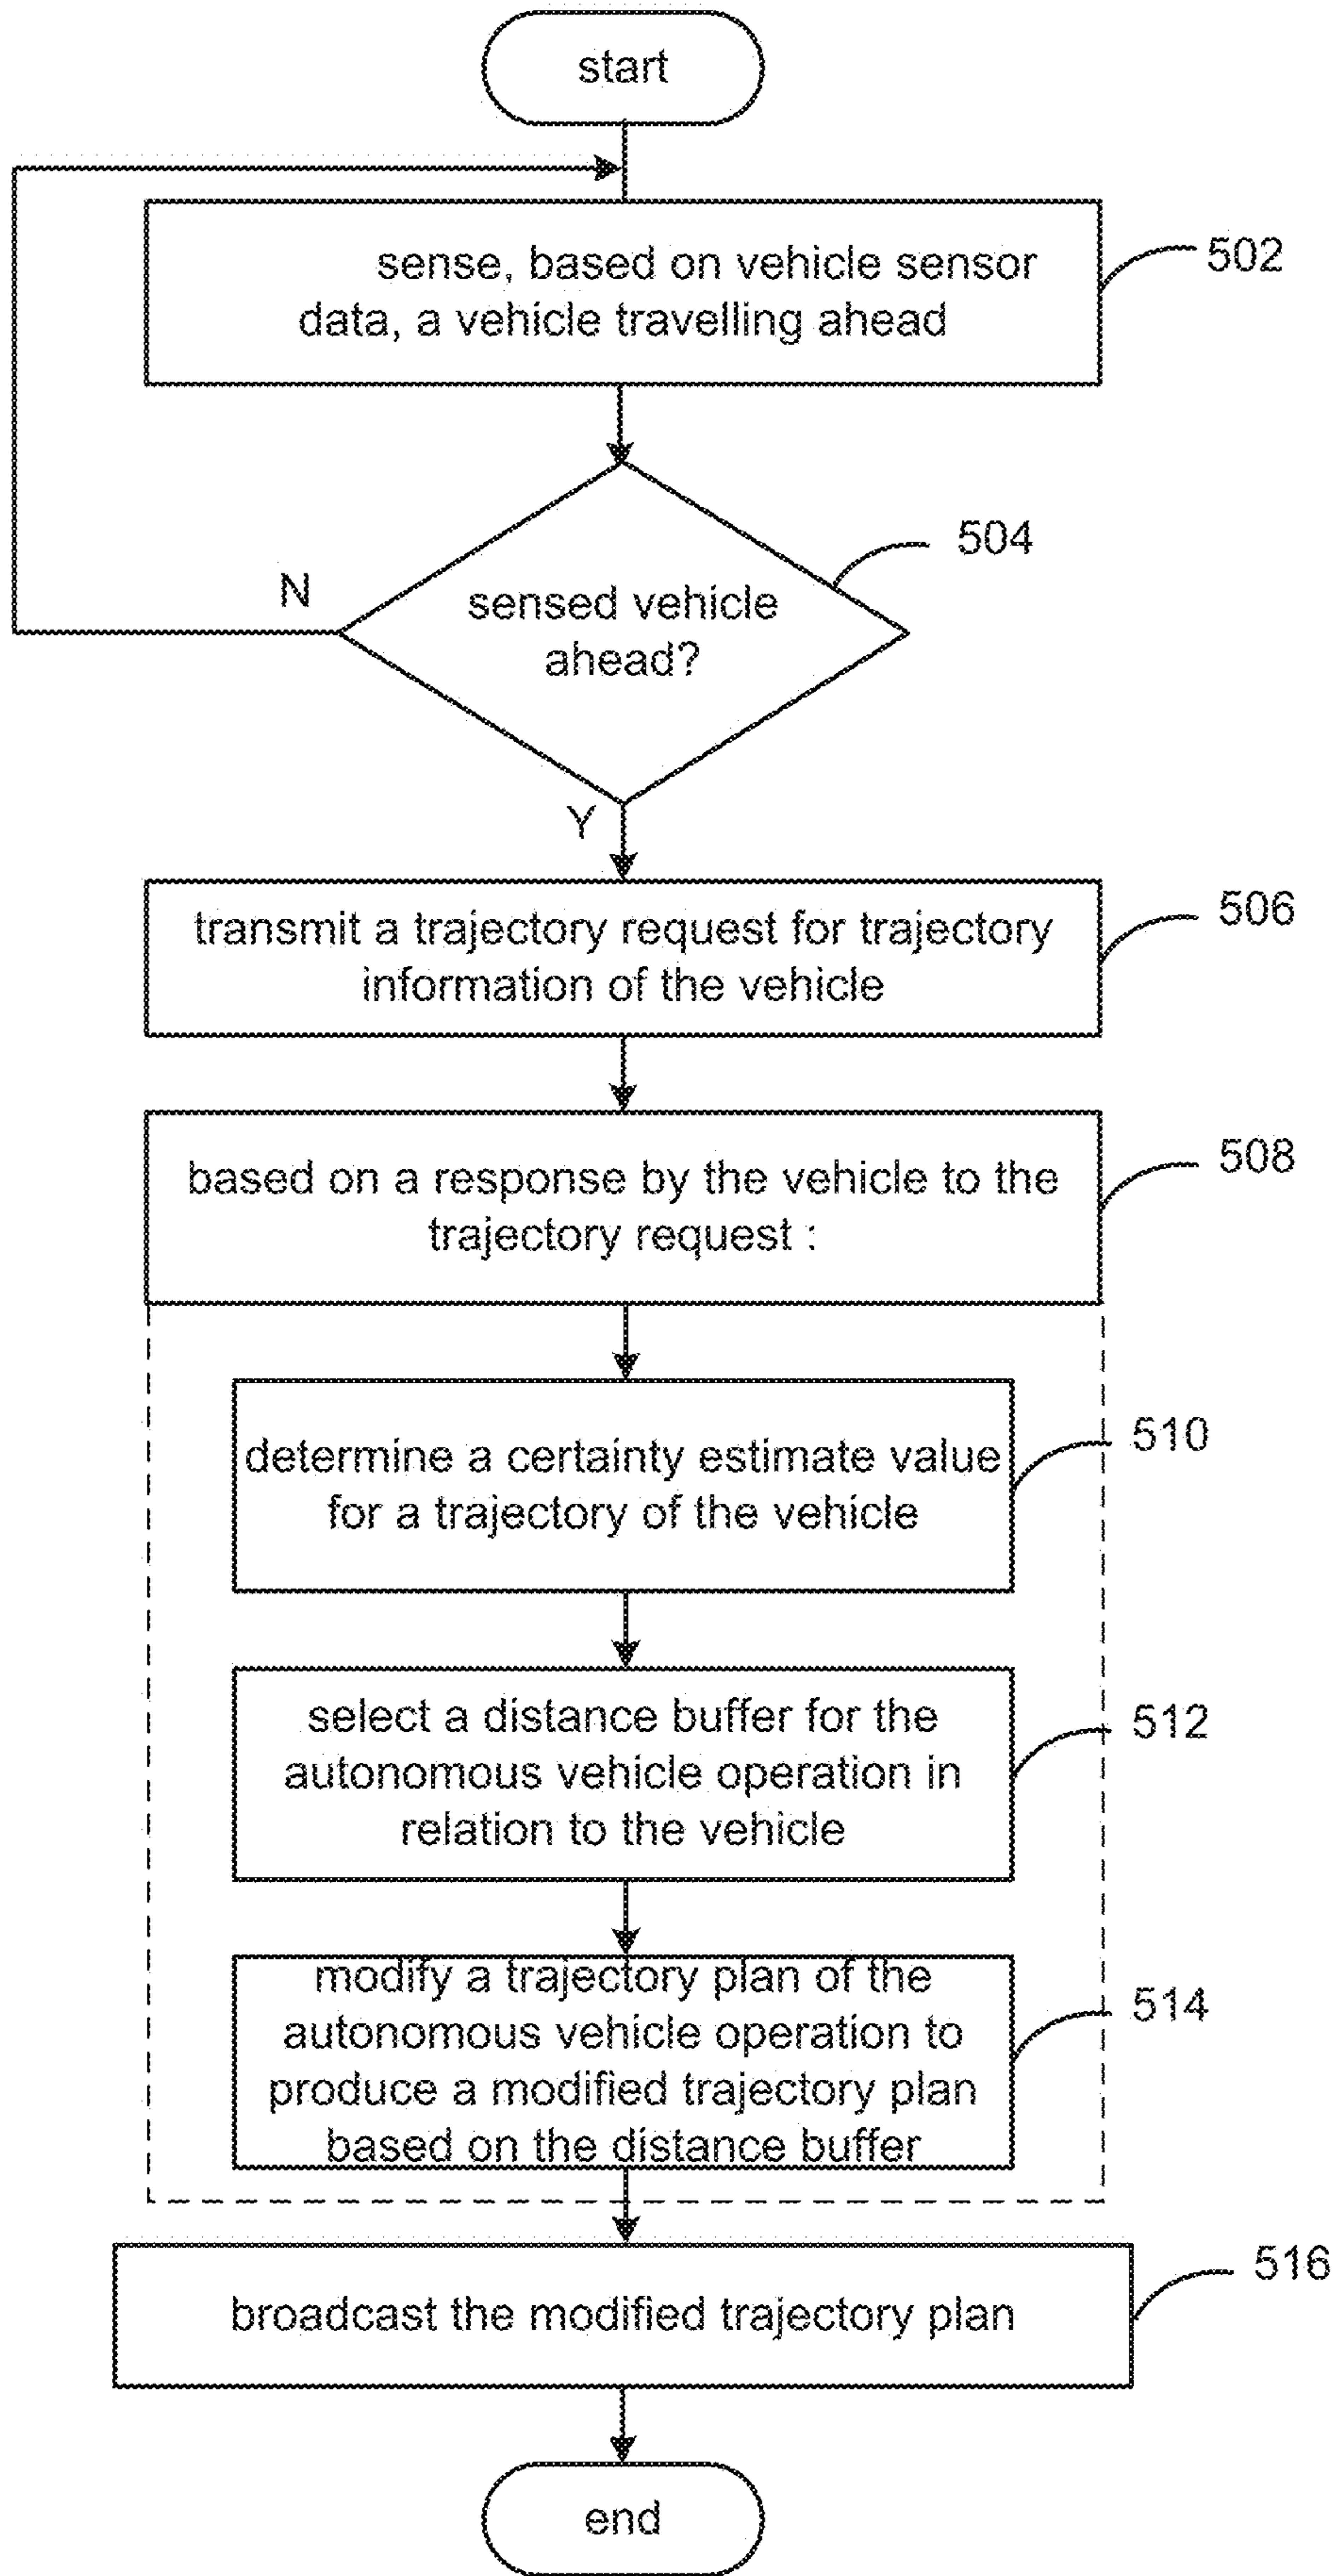 start
sense, based on vehicle sensor
data, a vehicle travelling ahead
502
504
N
sensed vehicle
ahead?
Y
transmit a trajectory request for trajectory
information of the vehicle
506
based on a response by the vehicle to the
trajectory request :
508
determine a certainty estimate value
for a trajectory of the vehicle
510
select a distance buffer for the
autonomous vehicle operation in
relation to the vehicle
512
modify a trajectory plan of the
autonomous vehicle operation to
produce a modified trajectory plan
based on the distance buffer
514
broadcast the modified trajectory plan
516
end